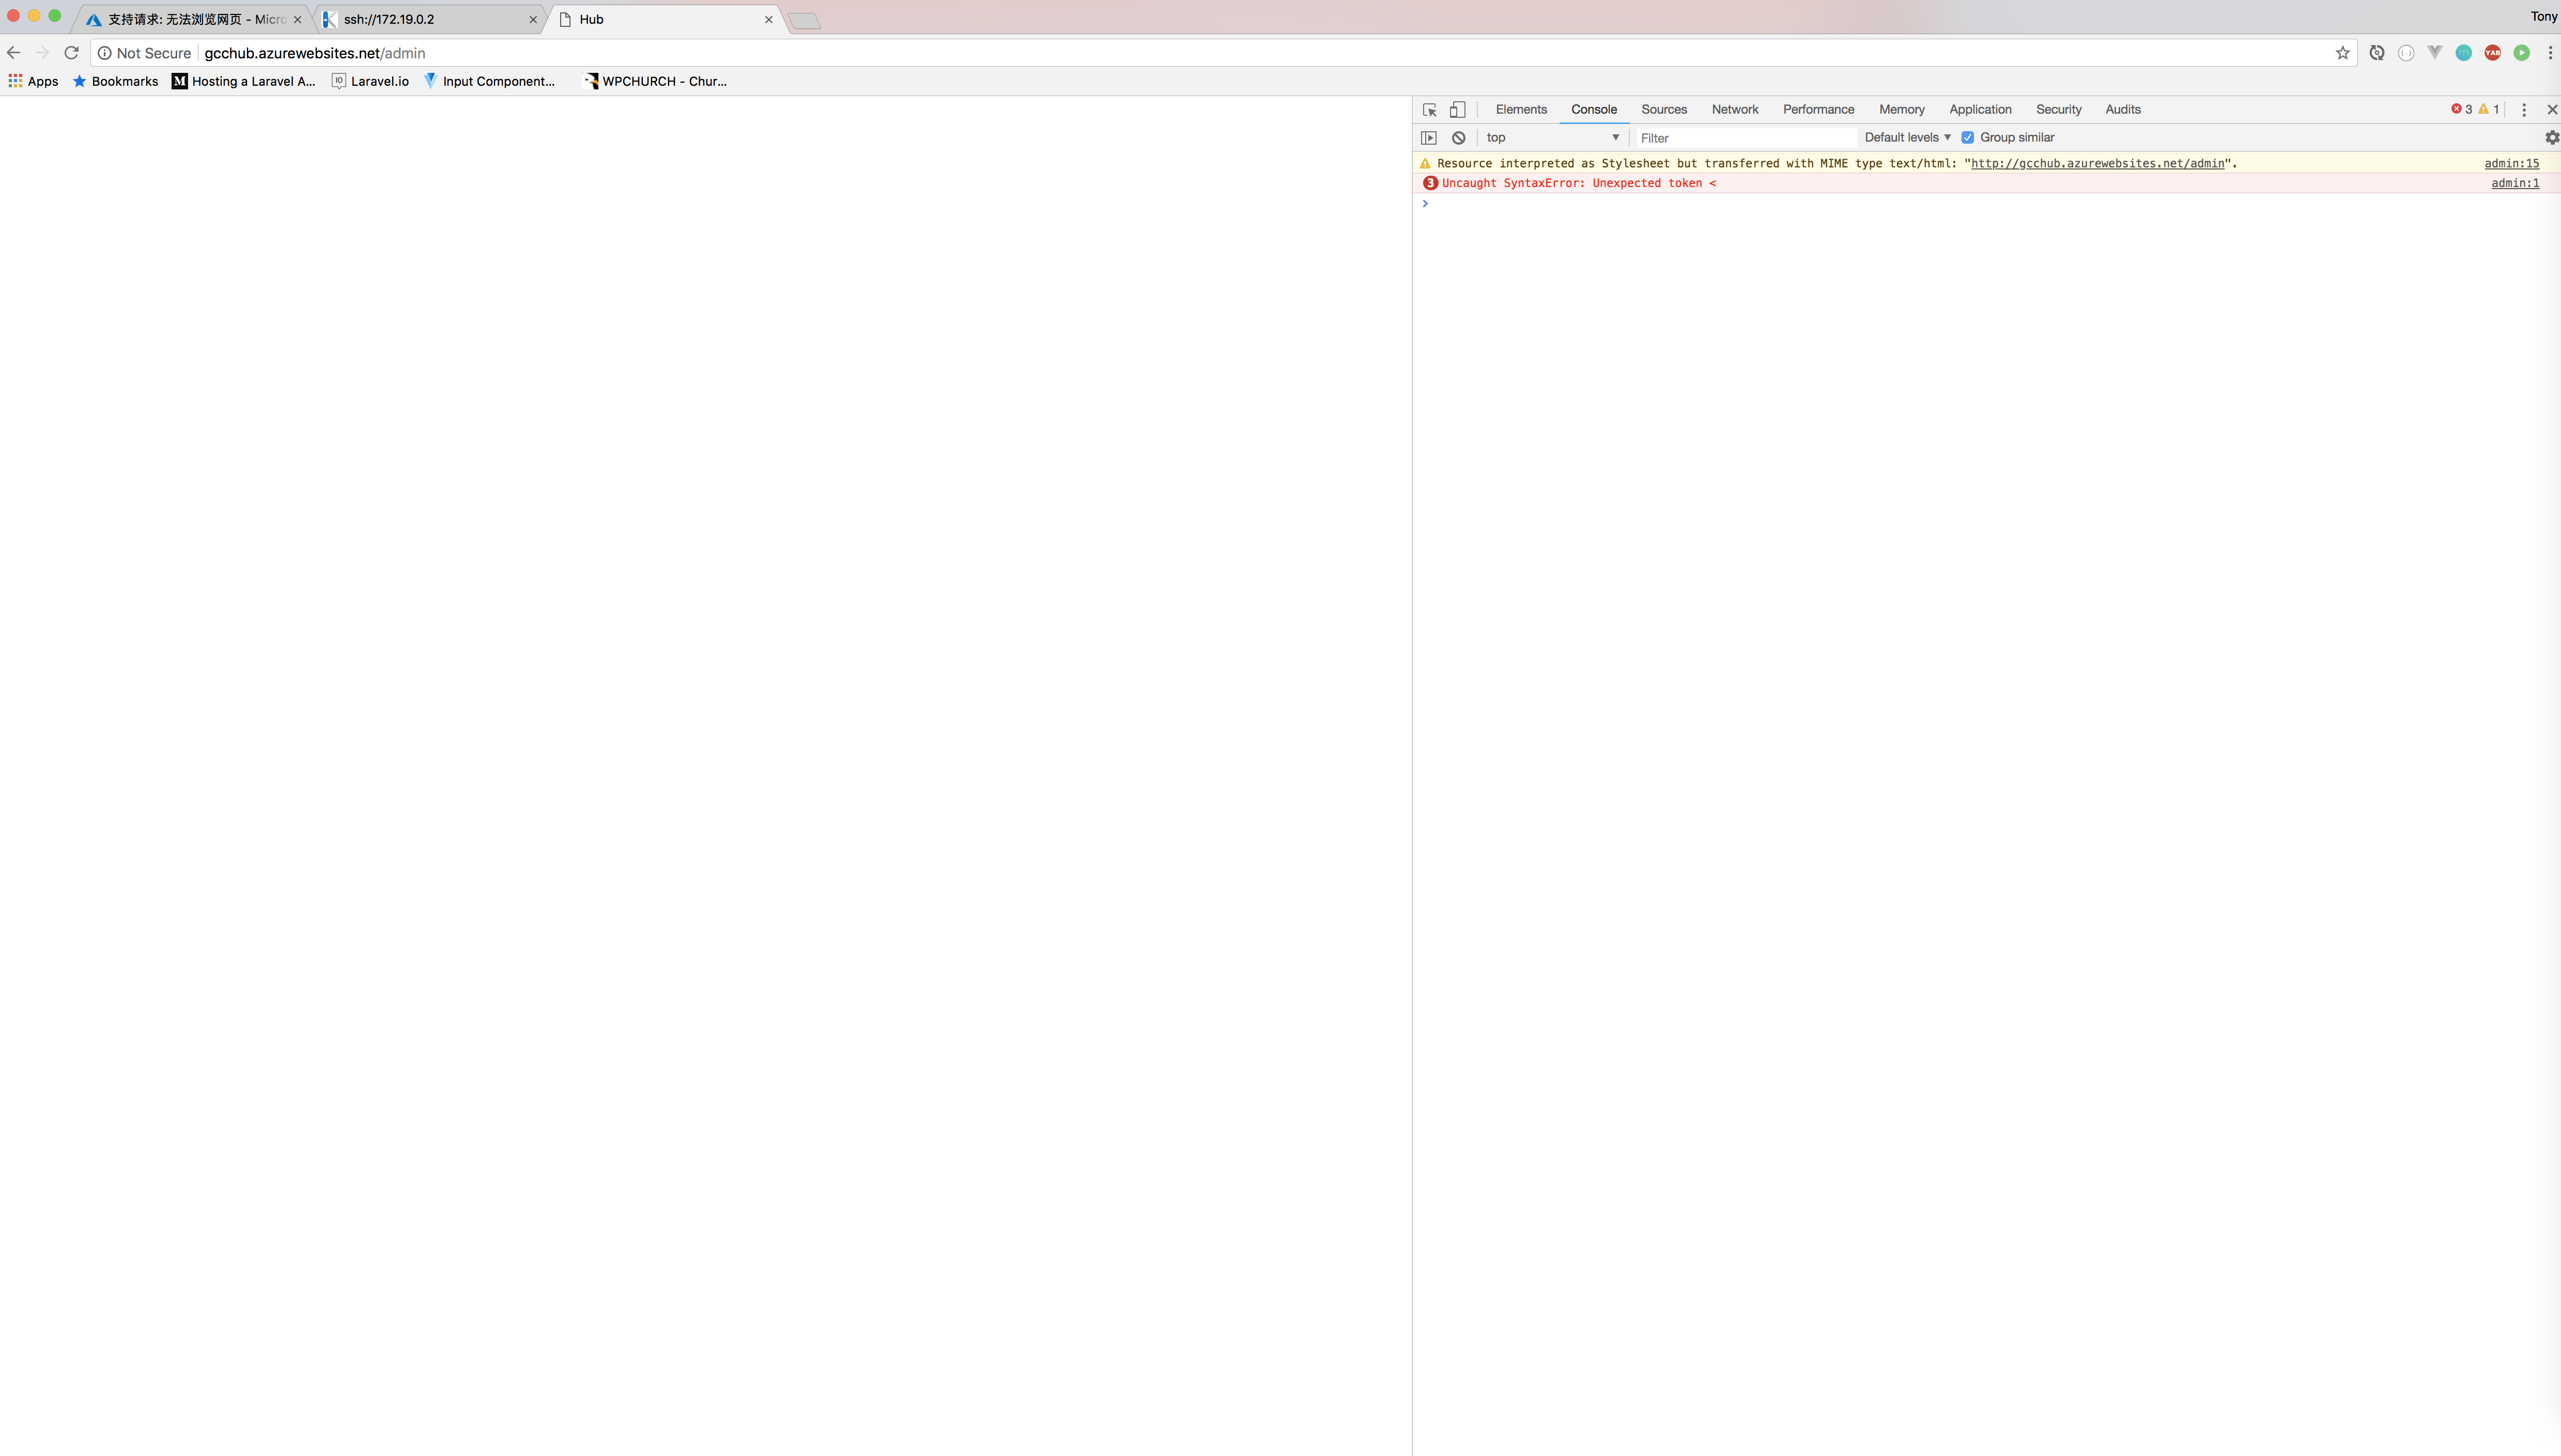 支持请求: 无法浏览网页 - Micro
ssh://172.19.0.2
Hub
Tony
Not Secure
gcchub.azurewebsites.net/admin
YAB
Apps
Bookmarks
M Hosting a Laravel A...
IO Laravel.io
Input Component...
WPCHURCH - Chur...
Elements Console Sources Network Performance Memory Application Security Audits
3 1
top
Filter
Default levels
Group similar
Resource interpreted as Stylesheet but transferred with MIME type text/html: "http://gcchub.azurewebsites.net/admin". admin:15
3 Uncaught SyntaxError: Unexpected token < admin:1